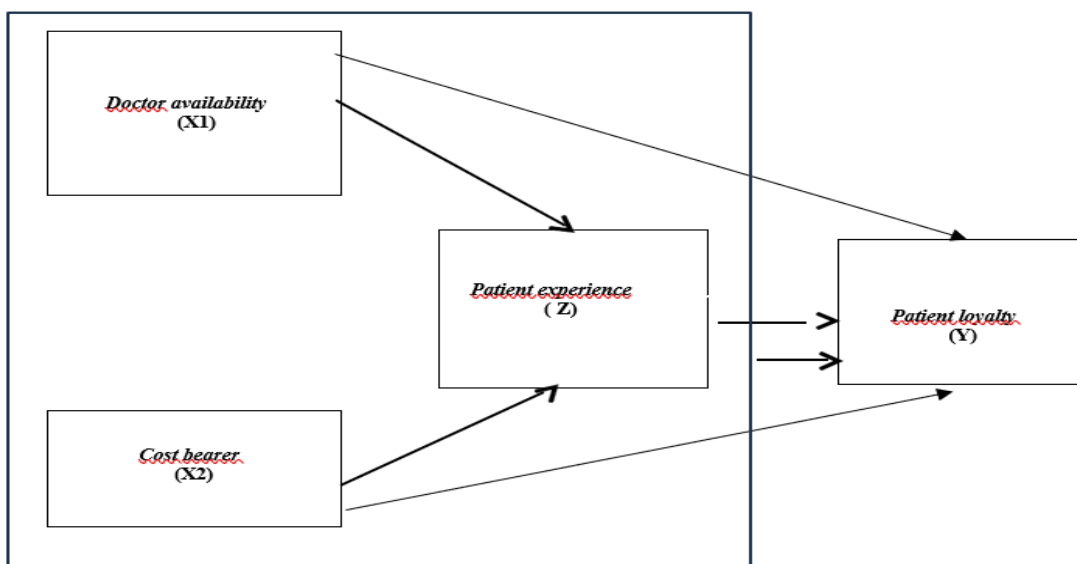 Doctor availability
(X1)
Patient experience
( Z)
Patient loyalty
(Y)
Cost bearer
(X2)